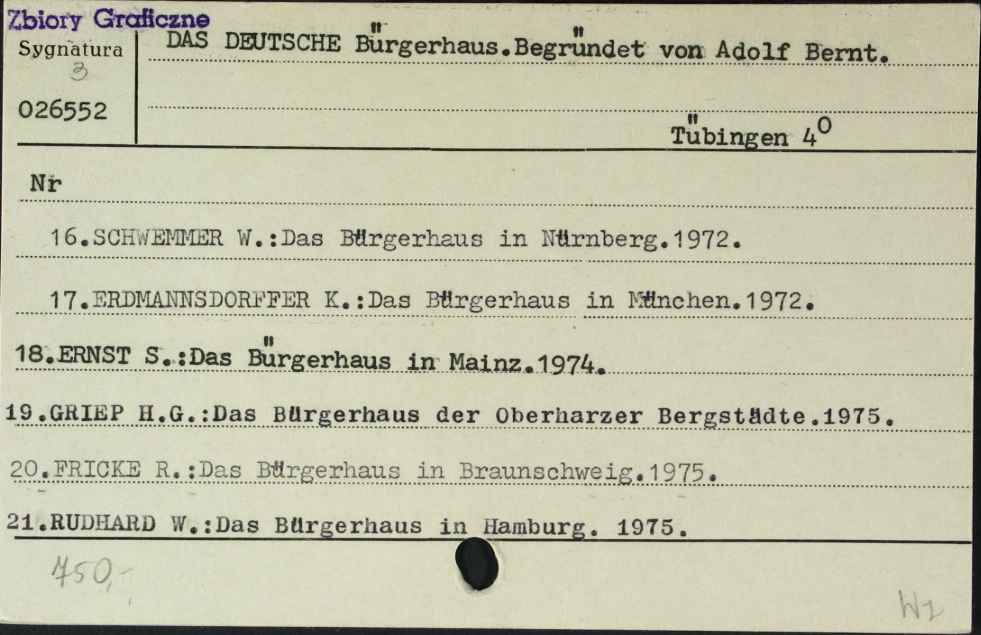 Zbiory Graficzne
Sygnatura
3
026552
DAS DEUTSCHE Bürgerhaus.Begründet von Adolf Bernt.
Tübingen 4°
Nr
16.SCHWEMMER W.:Das Bürgerhaus in Nürnberg.1972.
17.ERDMANNSDORFFER K.:Das Bürgerhaus in München.1972.
18.ERNST S.:Das Bürgerhaus in Mainz.1974.
19.GRIEP H.G.:Das Bürgerhaus der Oberharzer Bergstädte.1975.
20.FRICKE R.:Das Bürgerhaus in Braunschweig.1975.
21.RUDHARD W.:Das Bürgerhaus in Hamburg. 1975.
750,-